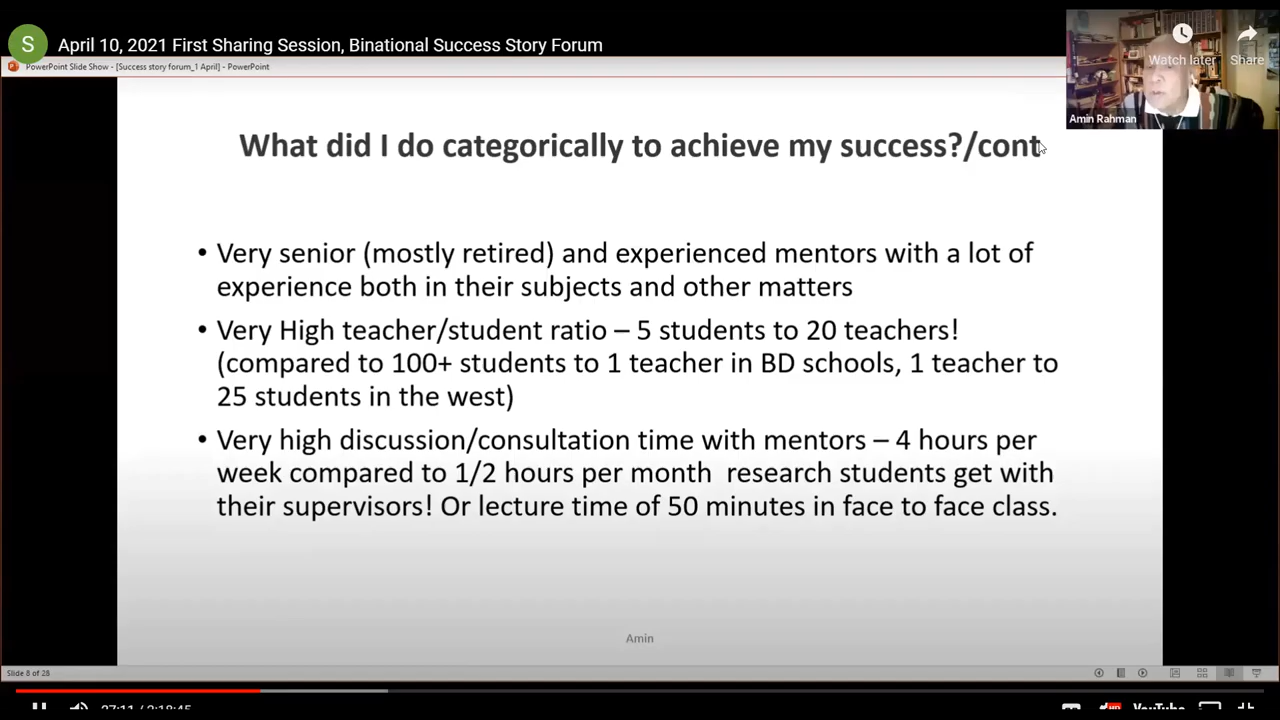 S
April 10, 2021 First Sharing Session, Binational Success Story Forum
Watch later
Share
PowerPoint Slide Show - [Success story forum_1 April] - PowerPoint
Amin Rahman
What did I do categorically to achieve my success?/cont
• Very senior (mostly retired) and experienced mentors with a lot of
experience both in their subjects and other matters
• Very High teacher/student ratio – 5 students to 20 teachers!
(compared to 100+ students to 1 teacher in BD schools, 1 teacher to
25 students in the west)
• Very high discussion/consultation time with mentors – 4 hours per
week compared to 1/2 hours per month research students get with
their supervisors! Or lecture time of 50 minutes in face to face class.
Amin
Slide 8 of 28
27:11 / 2:18:45
HD
YouTube